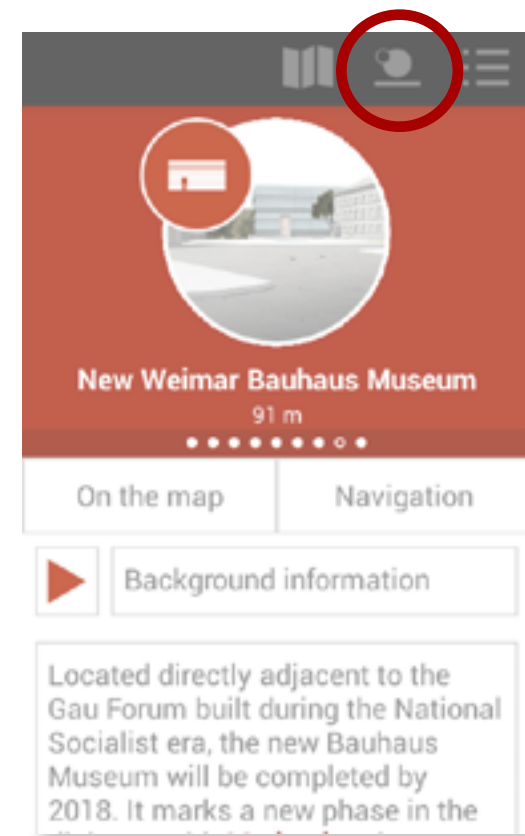 New Weimar Bauhaus Museum
91 m
On the map
Navigation
Background information
Located directly adjacent to the
Gau Forum built during the National
Socialist era, the new Bauhaus
Museum will be completed by
2018. It marks a new phase in the